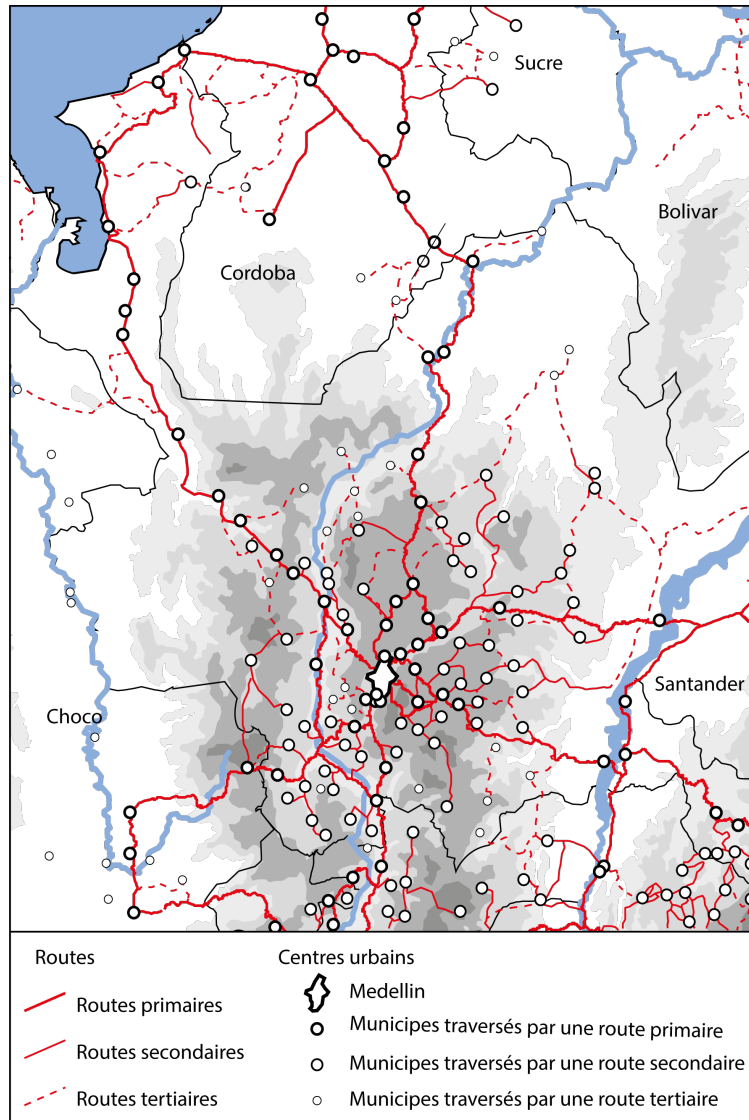 Sucre
Bolivar
Cordoba
Santander
Choco
Routes
Routes primaires
Routes secondaires
Routes tertiaires
Centres urbains
Medellin
Municipes traversés par une route primaire
Municipes traversés par une route secondaire
Municipes traversés par une route tertiaire